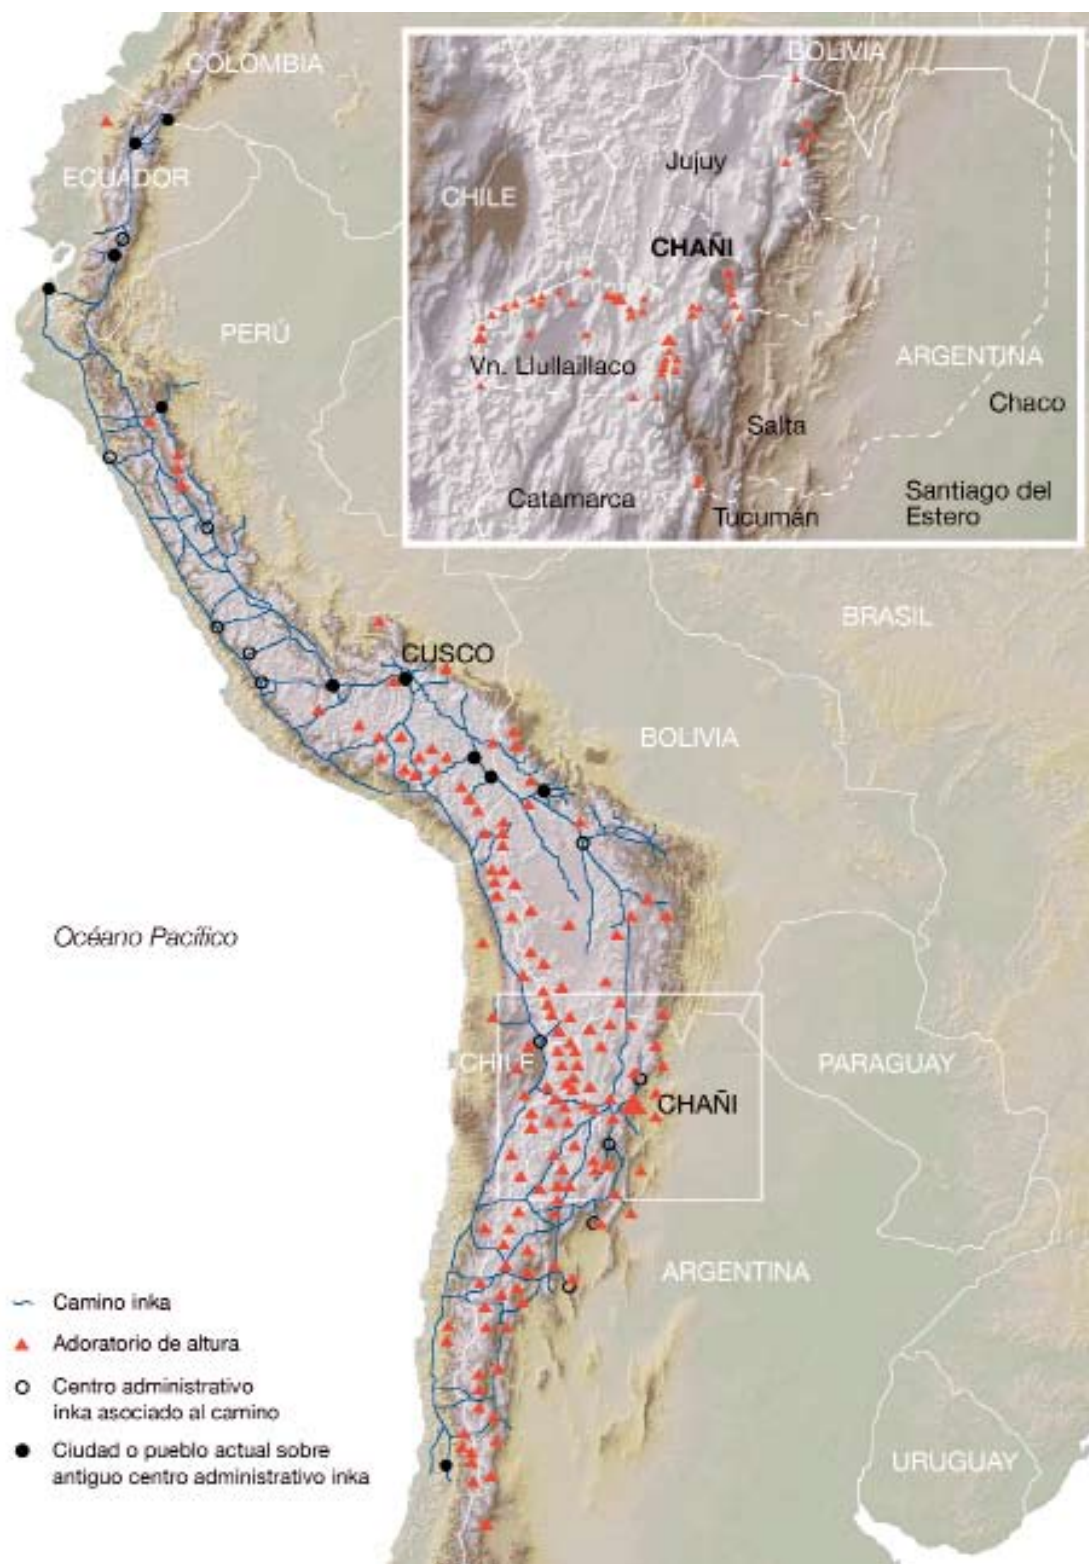 COLOMBIA
ECUADOR
PERÚ
BOLIVIA
Jujuy
CHILE
CHAÑI
ARGENTINA
Vn. Llullaillaco
Chaco
Salta
Catamarca
Santiago del
Estero
Tucumán
BRASIL
CUSCO
BOLIVIA
Océano Pacífico
CHILE
PARAGUAY
CHAÑI
ARGENTINA
URUGUAY
Camino inka
Adoratorio de altura
Centro administrativo
inka asociado al camino
Ciudad o pueblo actual sobre
antiguo centro administrativo inka